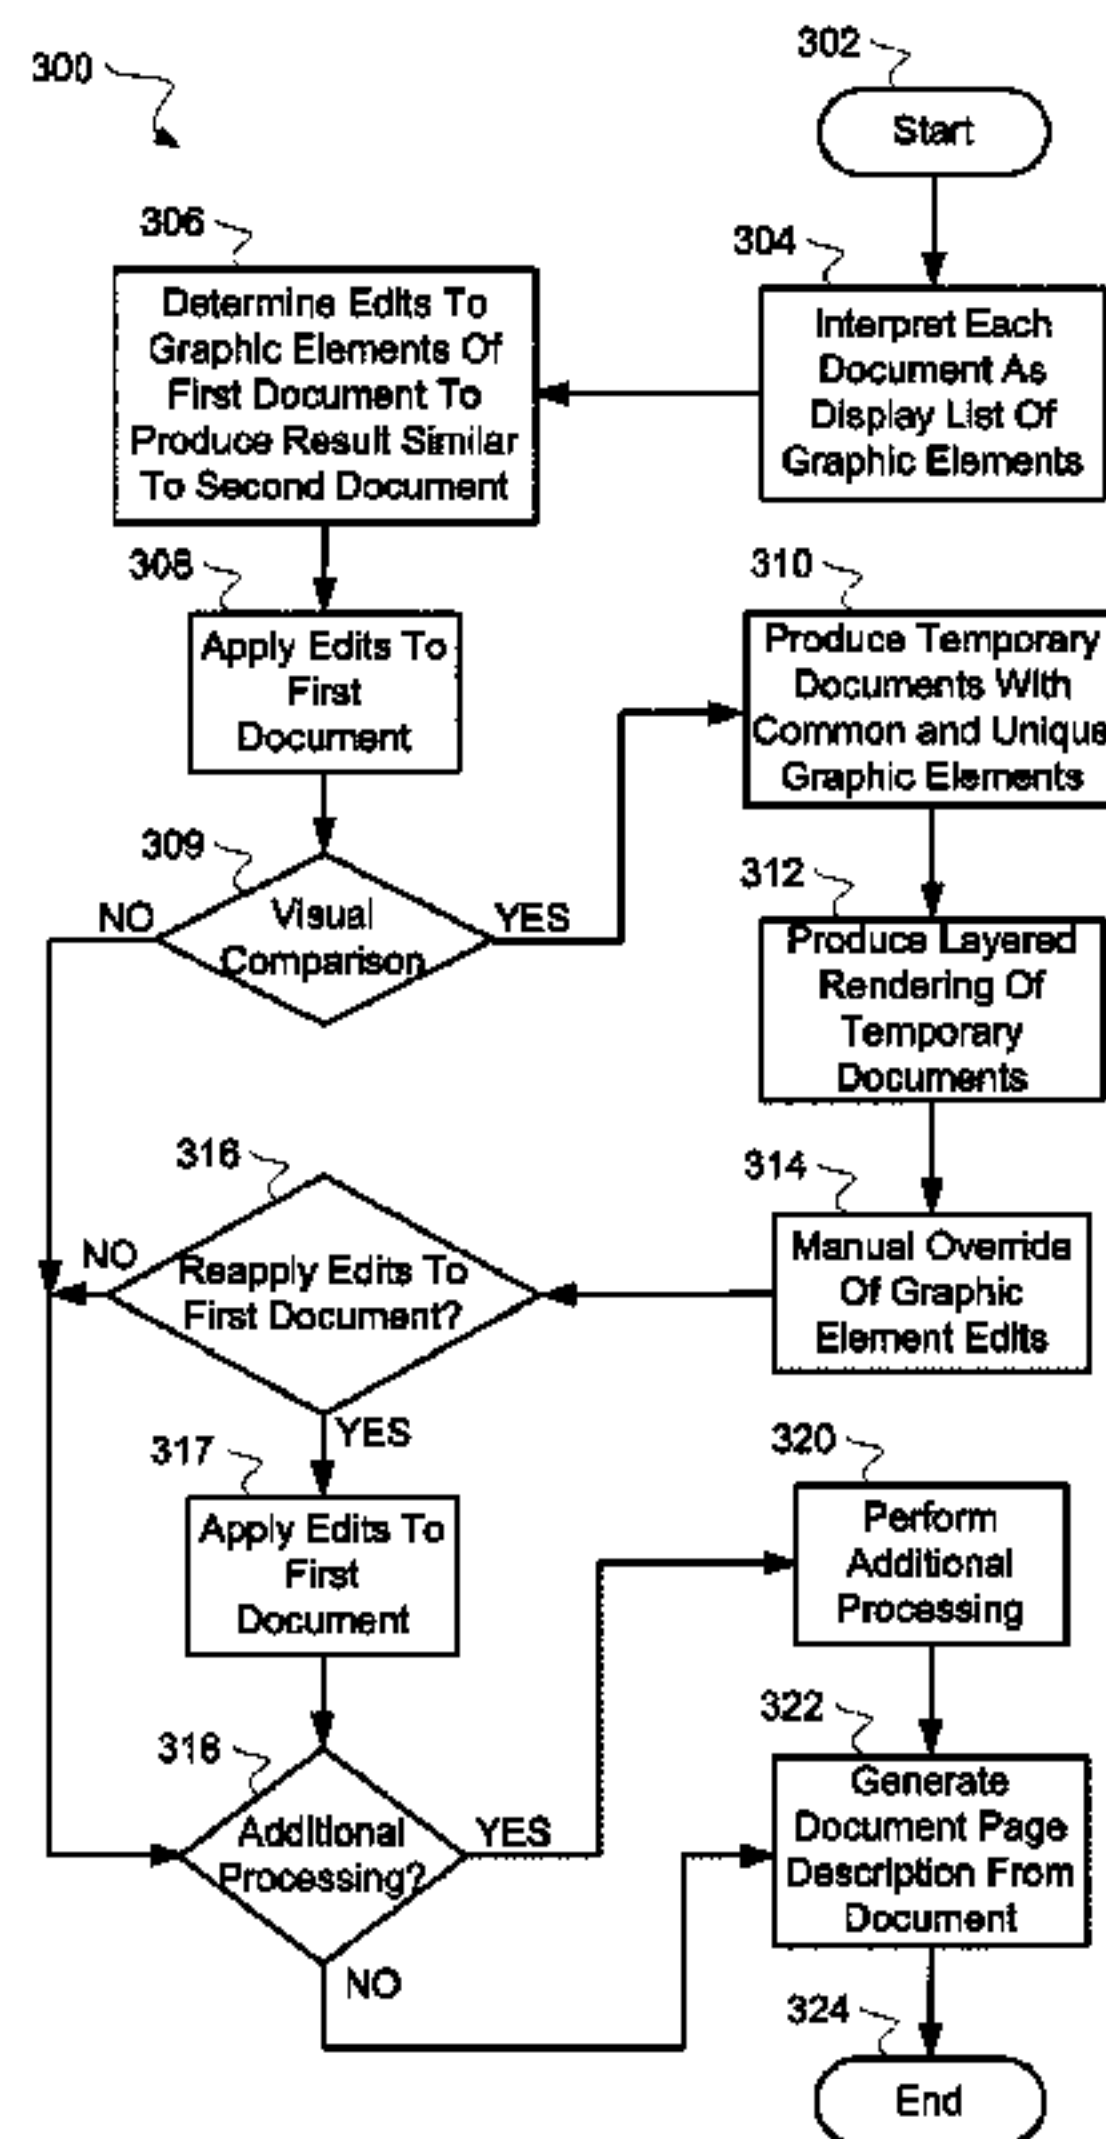 300
302
Start
304
Interpret Each
Document As
Display List Of
Graphic Elements
306
Determine Edits To
Graphic Elements Of
First Document To
Produce Result Similar
To Second Document
308
Apply Edits To
First
Document
309
Visual
Comparison
NO
YES
310
Produce Temporary
Documents With
Common and Unique
Graphic Elements
312
Produce Layered
Rendering Of
Temporary
Documents
314
Manual Override
Of Graphic
Element Edits
316
Reapply Edits To
First Document?
NO
YES
317
Apply Edits To
First
Document
318
Additional
Processing?
YES
NO
320
Perform
Additional
Processing
322
Generate
Document Page
Description From
Document
324
End